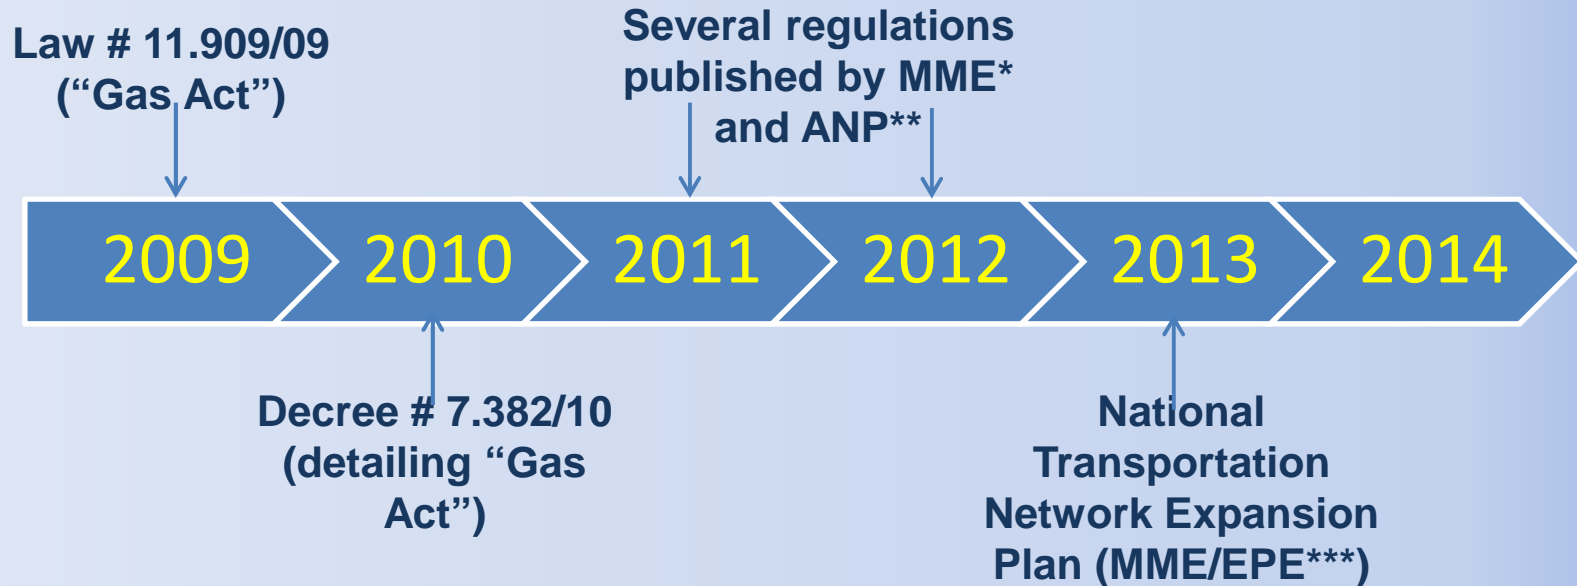 Law # 11.909/09
(“Gas Act”)
Several regulations
published by MME*
and ANP**
2009
2010
2011
2012
2013
2014
Decree # 7.382/10
(detailing “Gas
Act”)
National
Transportation
Network Expansion
Plan (MME/EPE***)